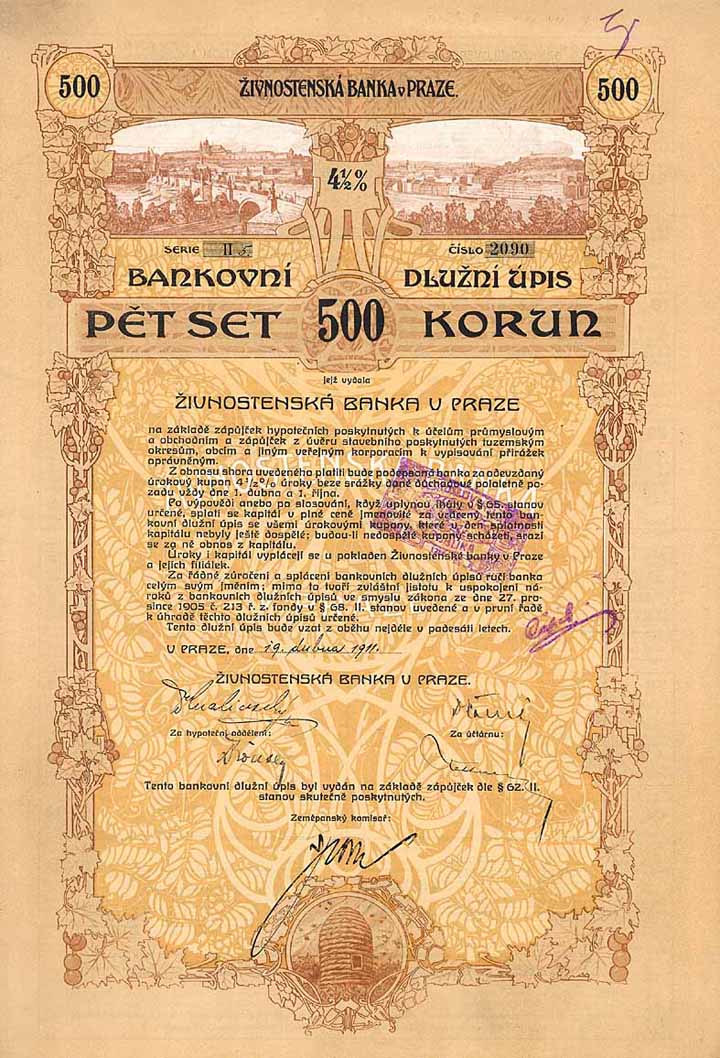 500
ŽIVNOSTENSKÁ BANKA V PRAZE.
500
4½%
SERIE II
ČÍSLO 2090
BANKOVNÍ DLUŽNÍ ÚPIS
PĚT SET 500 KORUN
jejž vydala
ŽIVNOSTENSKÁ BANKA V PRAZE
na základě zápůjček hypotečních poskytnutých k účelům průmyslovým
a obchodním a zápůjček z úvěru stavebního poskytnutých tuzemským
okresům, obcím a jiným veřejným korporacím k vypisování přirážek
oprávněným.
Z obnosu shora uvedeného platiti bude podepsaná banka za odevzdaný
úrokový kupon 4½% úroky beze srážky daně důchodové pololetně po-
zadu vždy dne 1. dubna a 1. října.
Po výpovědi anebo po slosování, když uplynou lhůty v § 65. stanov
určené, splatí se kapitál v plné ceně jmenovité za vrácený tento ban-
kovní dlužní úpis se všemi úrokovými kupony, které v den splatnosti
kapitálu nebyly ještě dospělé; budou-li nedospělé kupony scházeti, srazí
se za ně obnos z kapitálu.
Úroky i kapitál vyplácejí se u pokladen Živnostenské banky v Praze
a jejích filiálek.
Za řádné zúročení a splácení bankovních dlužních úpisů ručí banka
celým svým jměním; mimo to tvoří zvláštní jistotu k uspokojení ná-
roků z bankovních dlužních úpisů ve smyslu zákona ze dne 27. pro-
since 1905 č. 213 ř. z. fondy v § 68. II. stanov uvedené a v první řadě
k úhradě těchto dlužních úpisů určené.
Tento dlužní úpis bude vzat z oběhu nejdéle v padesáti letech.
V PRAZE, dne 19. dubna 1911.
ŽIVNOSTENSKÁ BANKA V PRAZE.
Za hypoteční oddělení:
Za účtárnu:
Tento bankovní dlužní úpis byl vydán na základě zápůjček dle § 62. II.
stanov skutečně poskytnutých.
Zeměpanský komisař: